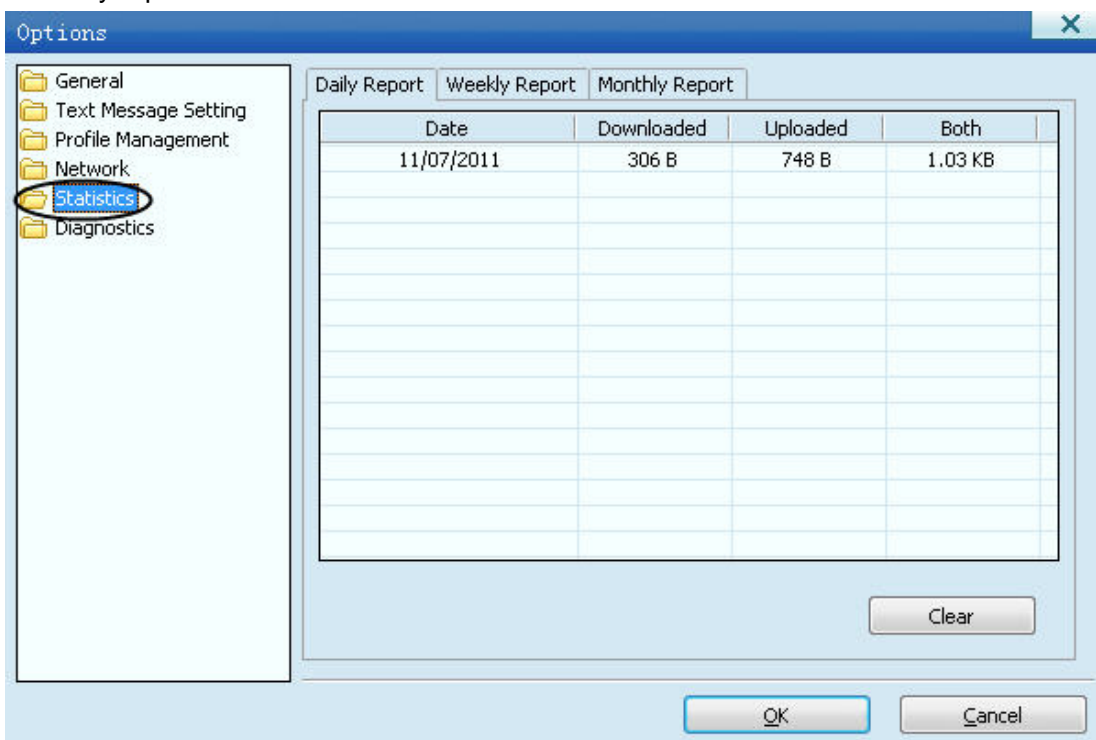 Options
General
Text Message Setting
Profile Management
Network
Statistics
Diagnostics
Daily Report Weekly Report Monthly Report
Date Downloaded Uploaded Both
11/07/2011 306 B 748 B 1.03 KB
Clear
OK Cancel